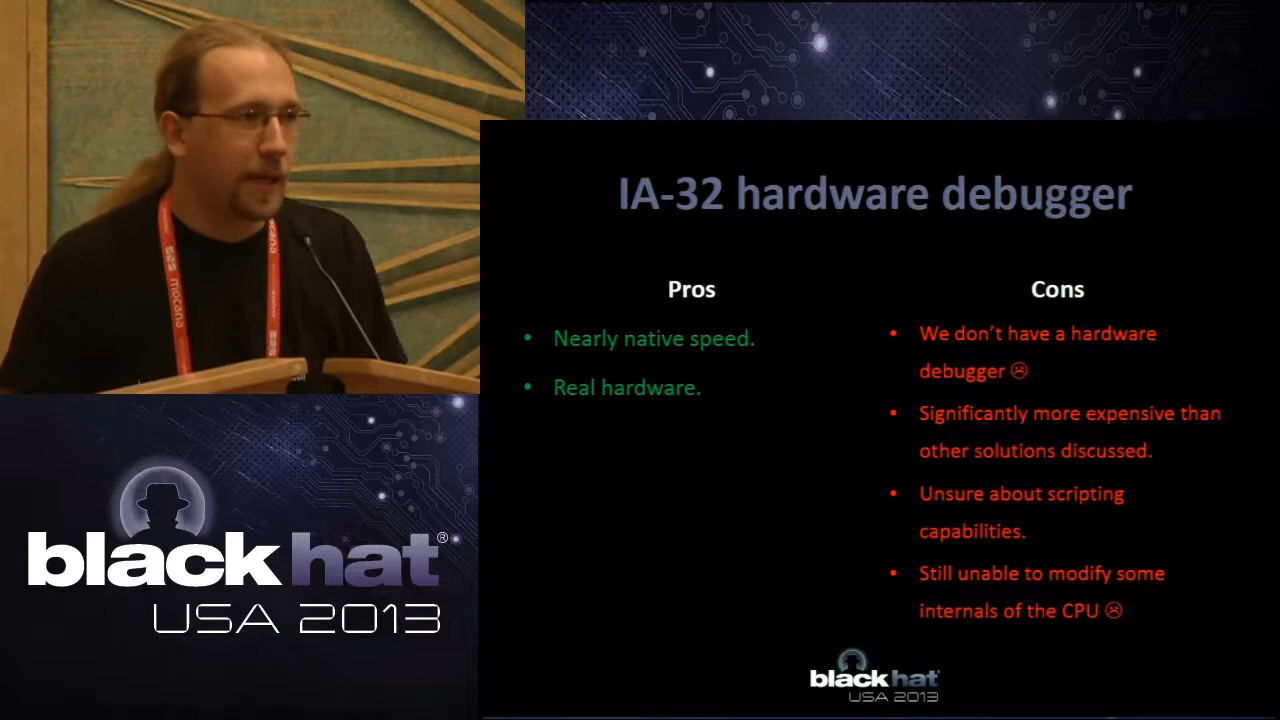 mocana
mocana
IA-32 hardware debugger
Pros
• Nearly native speed.
• Real hardware.
Cons
• We don’t have a hardware
debugger ☹
• Significantly more expensive than
other solutions discussed.
• Unsure about scripting
capabilities.
• Still unable to modify some
internals of the CPU ☹
black hat®
USA 2013
black hat
USA 2013